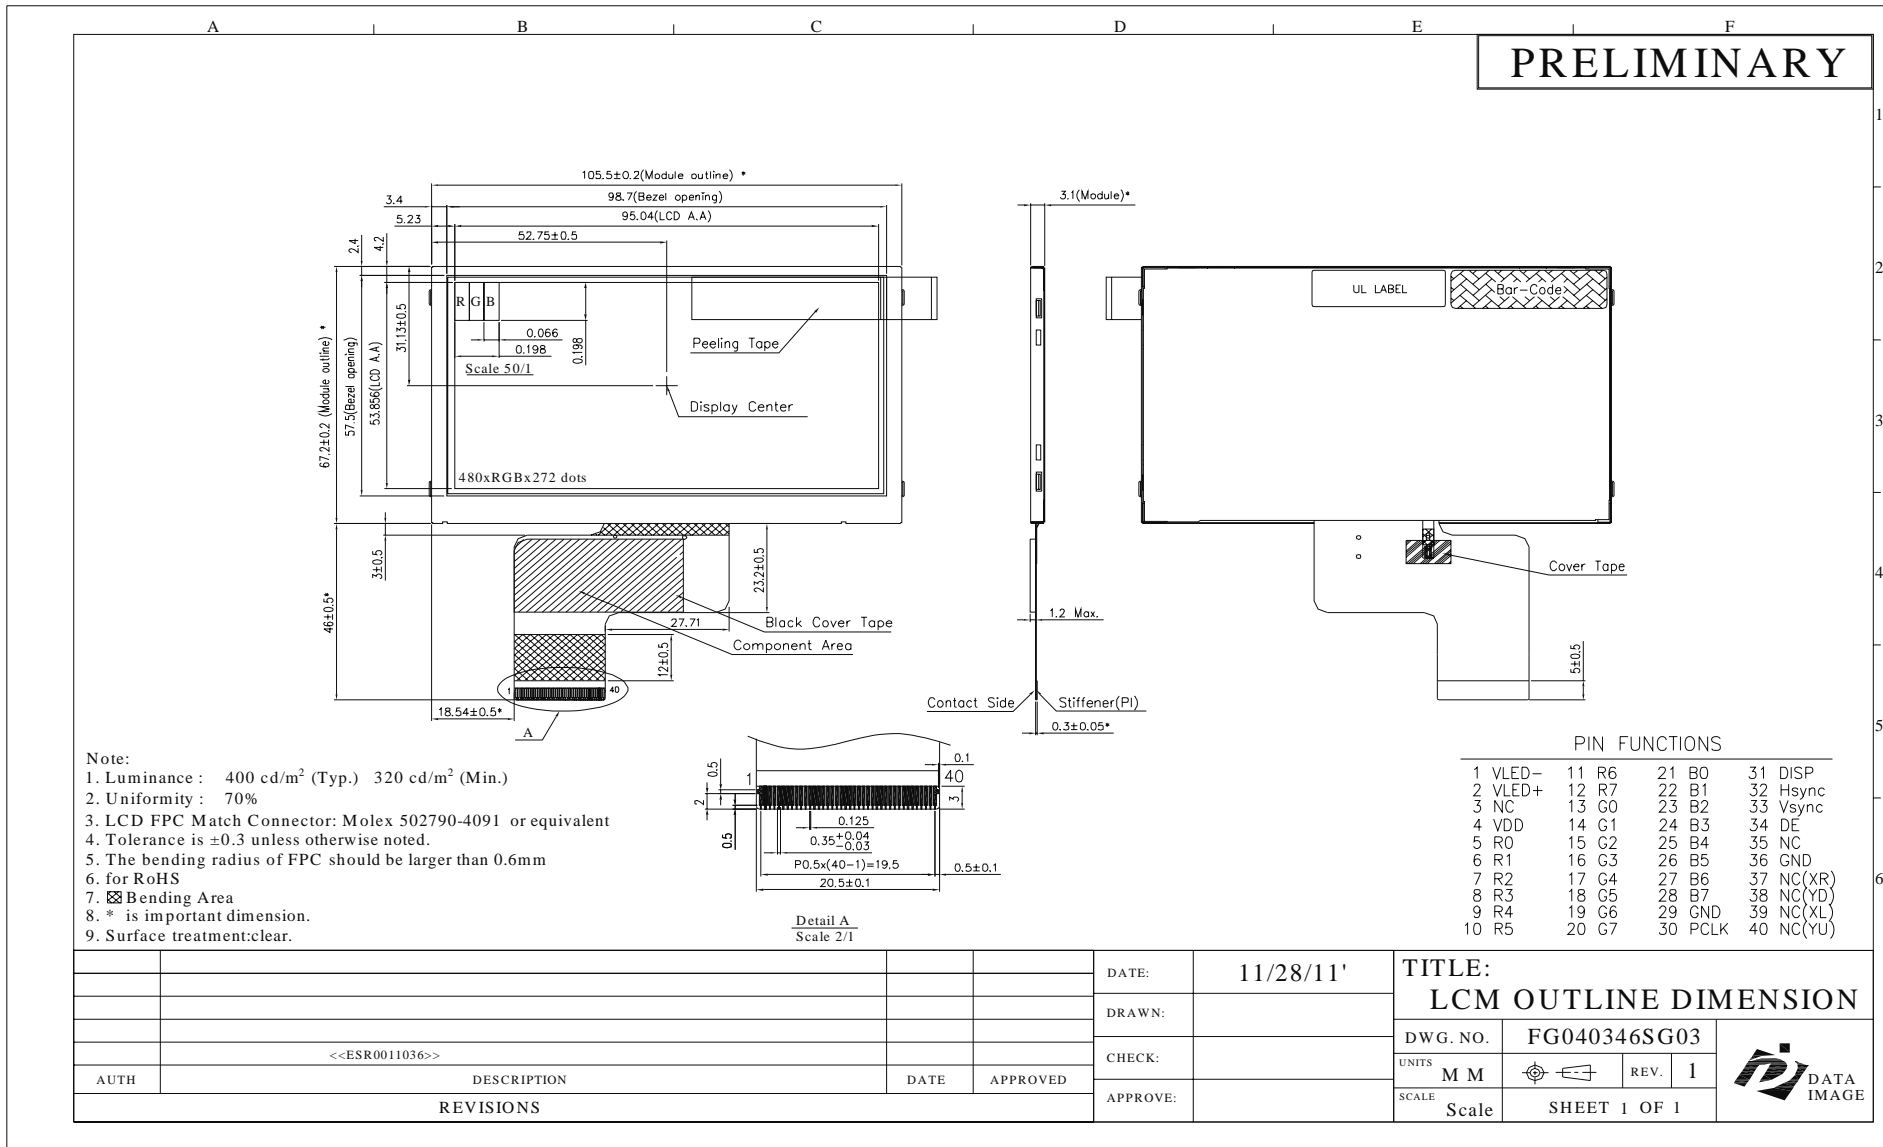 A B C D E F
PRELIMINARY
1
2
3
4
5
6
105.5±0.2(Module outline) *
3.4
98.7(Bezel opening)
5.23
95.04(LCD A.A)
52.75±0.5
2.4
4.2
67.2±0.2 (Module outline) *
57.5(Bezel opening)
53.856(LCD A.A)
31.13±0.5
R G B
0.066
0.198
0.198
Scale 50/1
Peeling Tape
Display Center
480xRGBx272 dots
3±0.5
46±0.5*
23.2±0.5
27.71
Black Cover Tape
Component Area
12±0.5
1 40
18.54±0.5*
A
3.1(Module)*
1.2 Max.
Contact Side
Stiffener(PI)
0.3±0.05*
UL LABEL
Bar-Code
Cover Tape
5±0.5
0.1
1 40
0.5
2
3
0.5
0.125
0.35+0.04
-0.03
P0.5x(40-1)=19.5
0.5±0.1
20.5±0.1
Detail A
Scale 2/1
Note:
1. Luminance : 400 cd/m² (Typ.) 320 cd/m² (Min.)
2. Uniformity : 70%
3. LCD FPC Match Connector: Molex 502790-4091 or equivalent
4. Tolerance is ±0.3 unless otherwise noted.
5. The bending radius of FPC should be larger than 0.6mm
6. for RoHS
7. Bending Area
8. * is important dimension.
9. Surface treatment:clear.
PIN FUNCTIONS
1 VLED- 11 R6 21 B0 31 DISP
2 VLED+ 12 R7 22 B1 32 Hsync
3 NC 13 G0 23 B2 33 Vsync
4 VDD 14 G1 24 B3 34 DE
5 R0 15 G2 25 B4 35 NC
6 R1 16 G3 26 B5 36 GND
7 R2 17 G4 27 B6 37 NC(XR)
8 R3 18 G5 28 B7 38 NC(YD)
9 R4 19 G6 29 GND 39 NC(XL)
10 R5 20 G7 30 PCLK 40 NC(YU)
<<ESR0011036>>
AUTH DESCRIPTION DATE APPROVED
REVISIONS
DATE: 11/28/11'
DRAWN:
CHECK:
APPROVE:
TITLE:
LCM OUTLINE DIMENSION
DWG. NO. FG040346SG03
UNITS M M
REV. 1
SCALE Scale
SHEET 1 OF 1
DATA
IMAGE